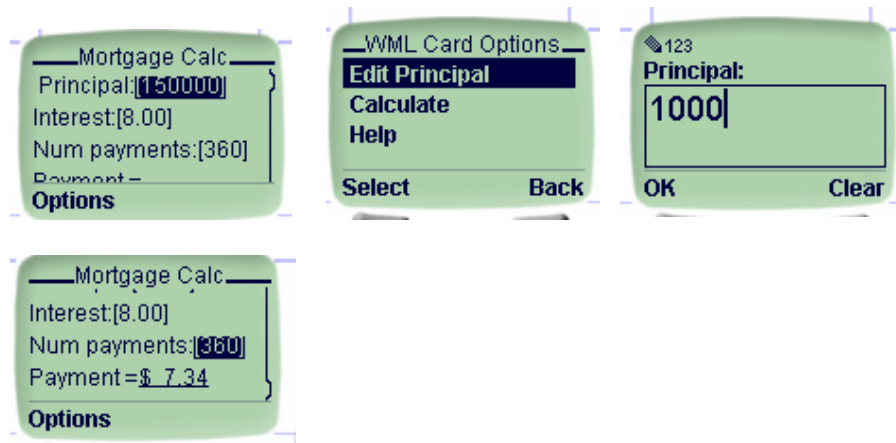 Mortgage Calc
Principal:[150000]
Interest:[8.00]
Num payments:[360]
Payment =
Options
WML Card Options
Edit Principal
Calculate
Help
Select Back
123
Principal:
1000
OK Clear
Mortgage Calc
Interest:[8.00]
Num payments:[360]
Payment =$ 7.34
Options